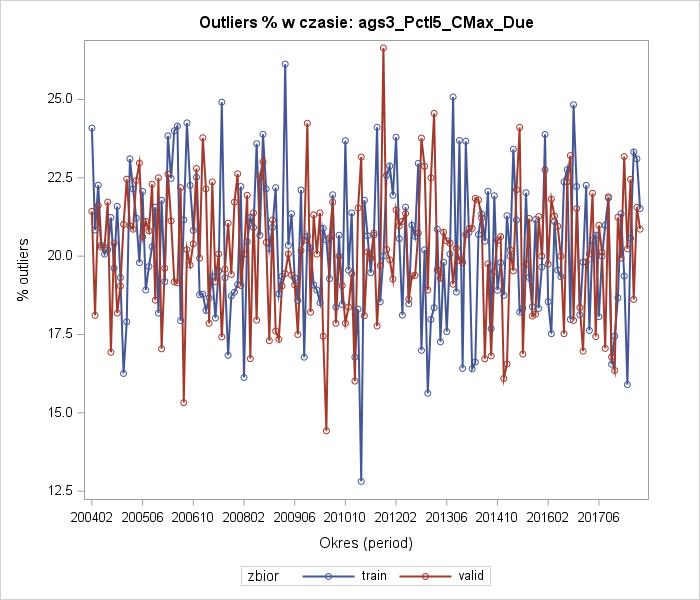 Outliers % w czasie: ags3_Pctl5_CMax_Due
% outliers
25.0
22.5
20.0
17.5
15.0
12.5
200402 200506 200610 200802 200906 201010 201202 201306 201410 201602 201706
Okres (period)
zbior train valid